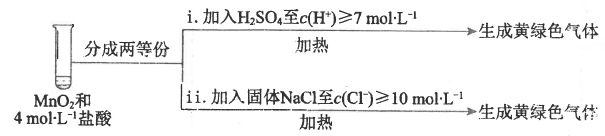 i. 加入H₂SO₄至c(H⁺)≥7 mol·L⁻¹
加热
生成黄绿色气体
分成两等份
MnO₂和
4 mol·L⁻¹盐酸
ii. 加入固体NaCl至c(Cl⁻)≥10 mol·L⁻¹
加热
生成黄绿色气体